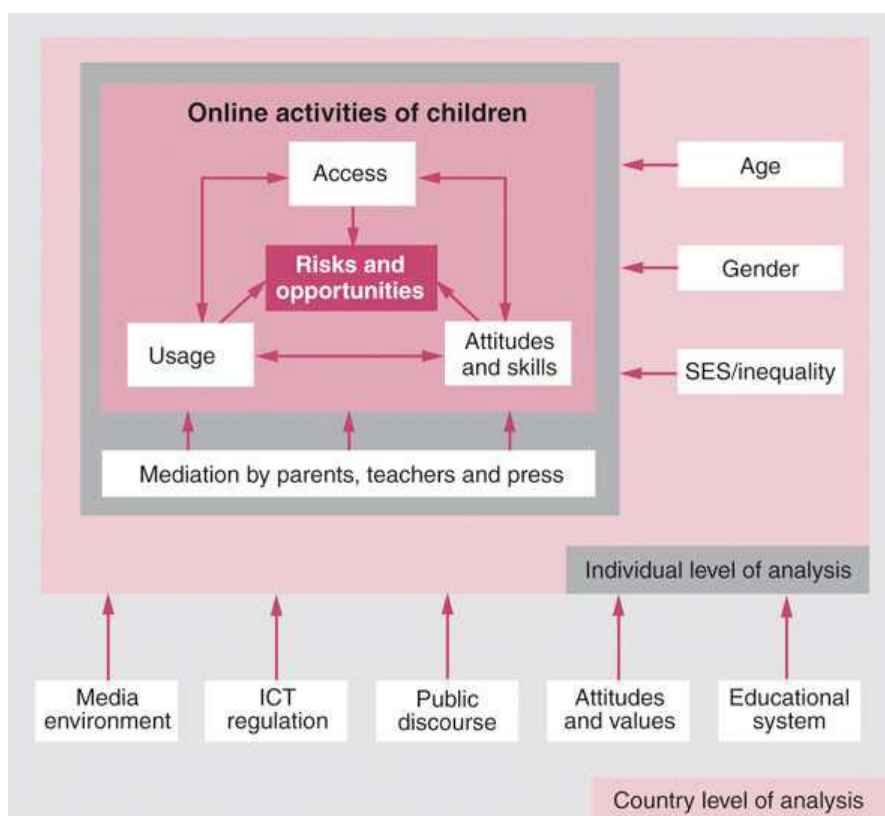 Online activities of children
Access
Risks and
opportunities
Usage
Attitudes
and skills
Mediation by parents, teachers and press
Age
Gender
SES/inequality
Individual level of analysis
Media
environment
ICT
regulation
Public
discourse
Attitudes
and values
Educational
system
Country level of analysis